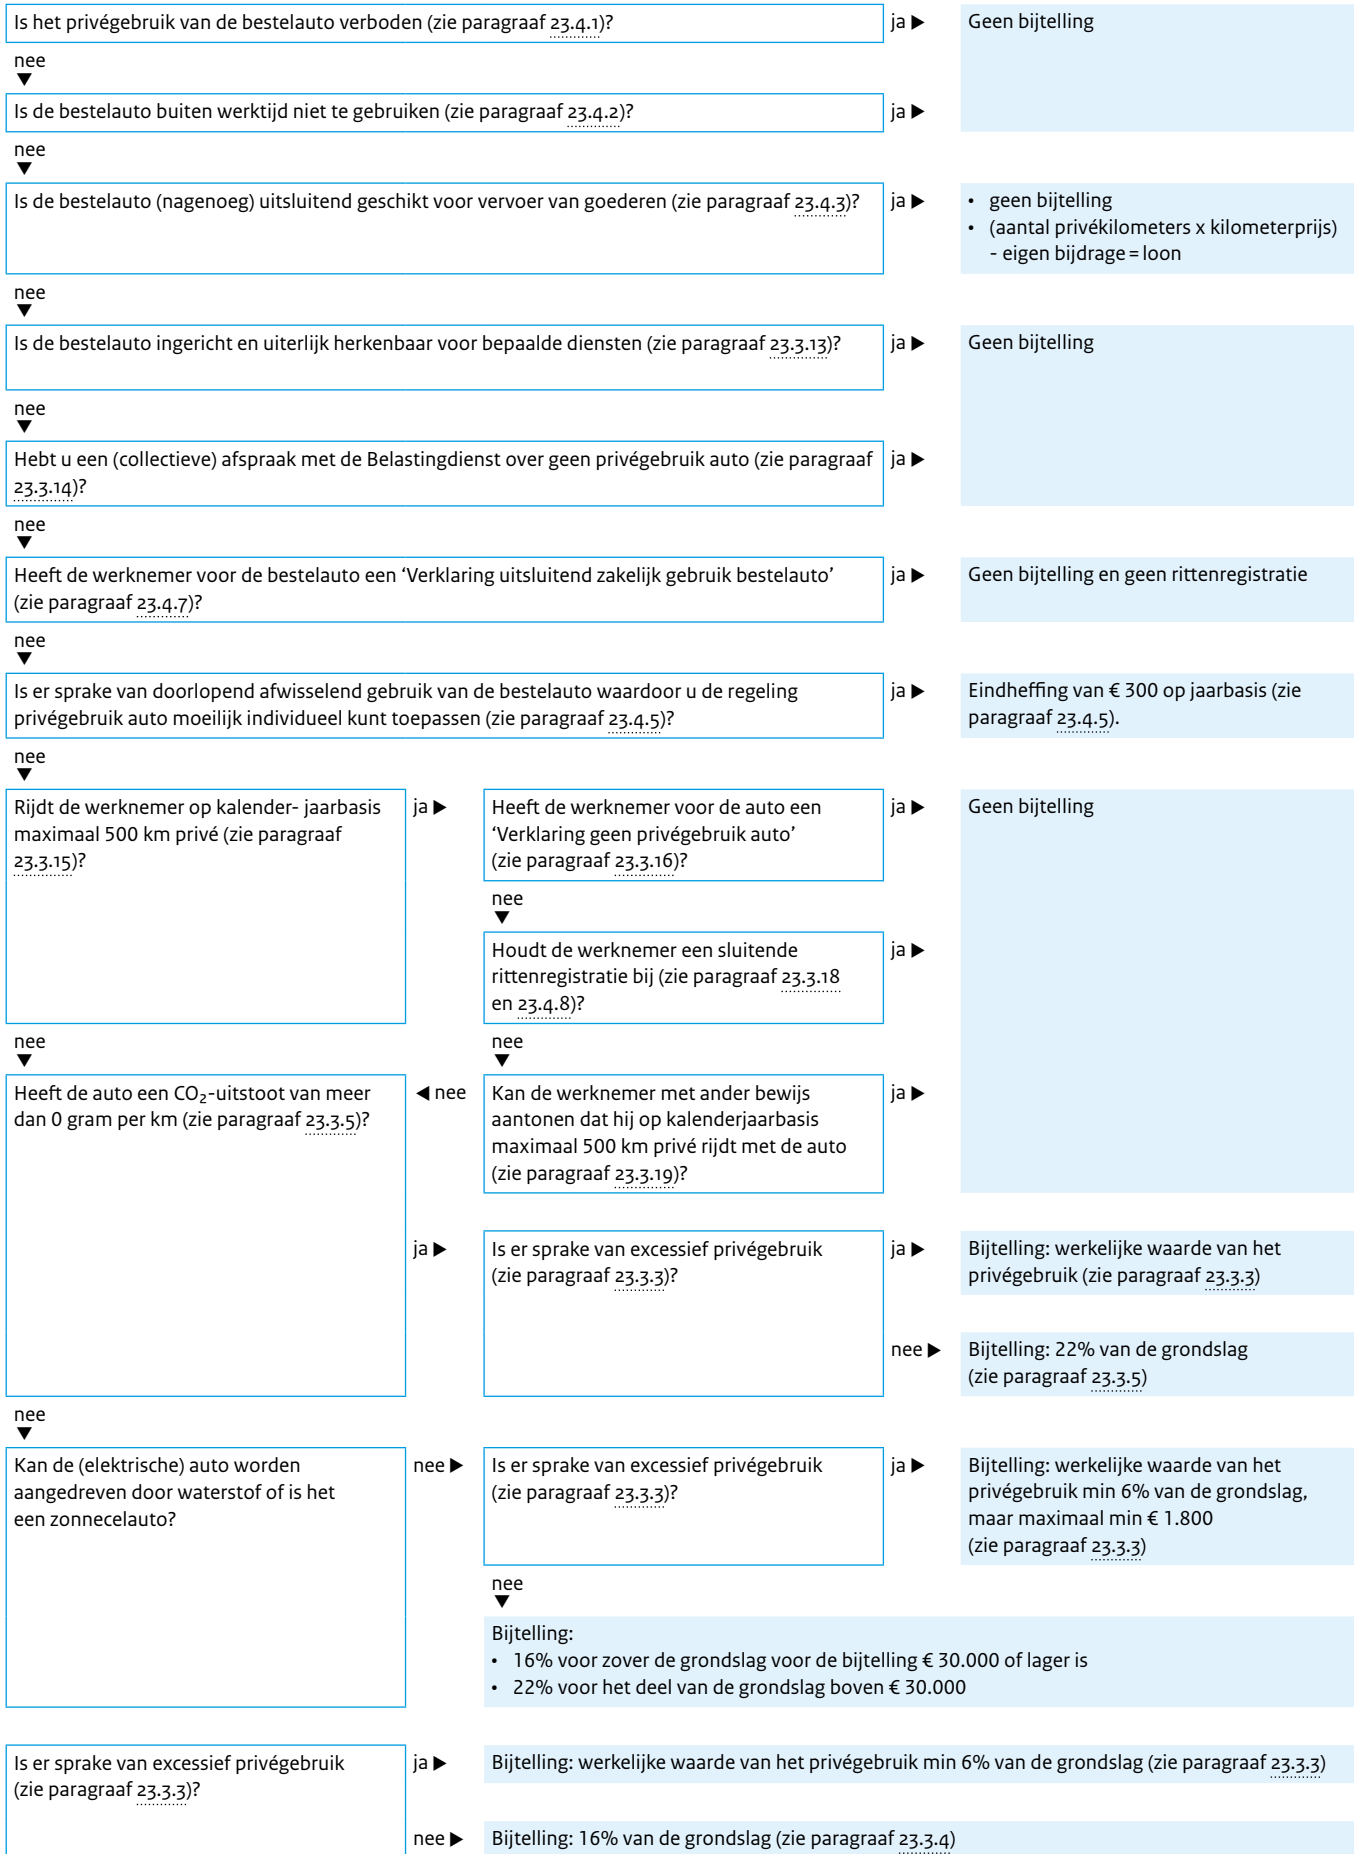 Is het privégebruik van de bestelauto verboden (zie paragraaf 23.4.1)?
ja ▶
Geen bijtelling
nee
▼
Is de bestelauto buiten werktijd niet te gebruiken (zie paragraaf 23.4.2)?
ja ▶
nee
▼
Is de bestelauto (nagenoeg) uitsluitend geschikt voor vervoer van goederen (zie paragraaf 23.4.3)?
ja ▶
• geen bijtelling
• (aantal privékilometers x kilometerprijs)
- eigen bijdrage = loon
nee
▼
Is de bestelauto ingericht en uiterlijk herkenbaar voor bepaalde diensten (zie paragraaf 23.3.13)?
ja ▶
Geen bijtelling
nee
▼
Hebt u een (collectieve) afspraak met de Belastingdienst over geen privégebruik auto (zie paragraaf
23.3.14)?
ja ▶
nee
▼
Heeft de werknemer voor de bestelauto een ‘Verklaring uitsluitend zakelijk gebruik bestelauto’
(zie paragraaf 23.4.7)?
ja ▶
Geen bijtelling en geen rittenregistratie
nee
▼
Is er sprake van doorlopend afwisselend gebruik van de bestelauto waardoor u de regeling
privégebruik auto moeilijk individueel kunt toepassen (zie paragraaf 23.4.5)?
ja ▶
Eindheffing van € 300 op jaarbasis (zie
paragraaf 23.4.5).
nee
▼
Rijdt de werknemer op kalender- jaarbasis
maximaal 500 km privé (zie paragraaf
23.3.15)?
ja ▶
Heeft de werknemer voor de auto een
‘Verklaring geen privégebruik auto’
(zie paragraaf 23.3.16)?
ja ▶
Geen bijtelling
nee
▼
Houdt de werknemer een sluitende
rittenregistratie bij (zie paragraaf 23.3.18
en 23.4.8)?
ja ▶
nee
▼
nee
▼
Heeft de auto een CO₂-uitstoot van meer
dan 0 gram per km (zie paragraaf 23.3.5)?
◀ nee
Kan de werknemer met ander bewijs
aantonen dat hij op kalenderjaarbasis
maximaal 500 km privé rijdt met de auto
(zie paragraaf 23.3.19)?
ja ▶
ja ▶
Is er sprake van excessief privégebruik
(zie paragraaf 23.3.3)?
ja ▶
Bijtelling: werkelijke waarde van het
privégebruik (zie paragraaf 23.3.3)
nee ▶
Bijtelling: 22% van de grondslag
(zie paragraaf 23.3.5)
nee
▼
Kan de (elektrische) auto worden
aangedreven door waterstof of is het
een zonnecelauto?
nee ▶
Is er sprake van excessief privégebruik
(zie paragraaf 23.3.3)?
ja ▶
Bijtelling: werkelijke waarde van het
privégebruik min 6% van de grondslag,
maar maximaal min € 1.800
(zie paragraaf 23.3.3)
nee
▼
Bijtelling:
• 16% voor zover de grondslag voor de bijtelling € 30.000 of lager is
• 22% voor het deel van de grondslag boven € 30.000
Is er sprake van excessief privégebruik
(zie paragraaf 23.3.3)?
ja ▶
Bijtelling: werkelijke waarde van het privégebruik min 6% van de grondslag (zie paragraaf 23.3.3)
nee ▶
Bijtelling: 16% van de grondslag (zie paragraaf 23.3.4)